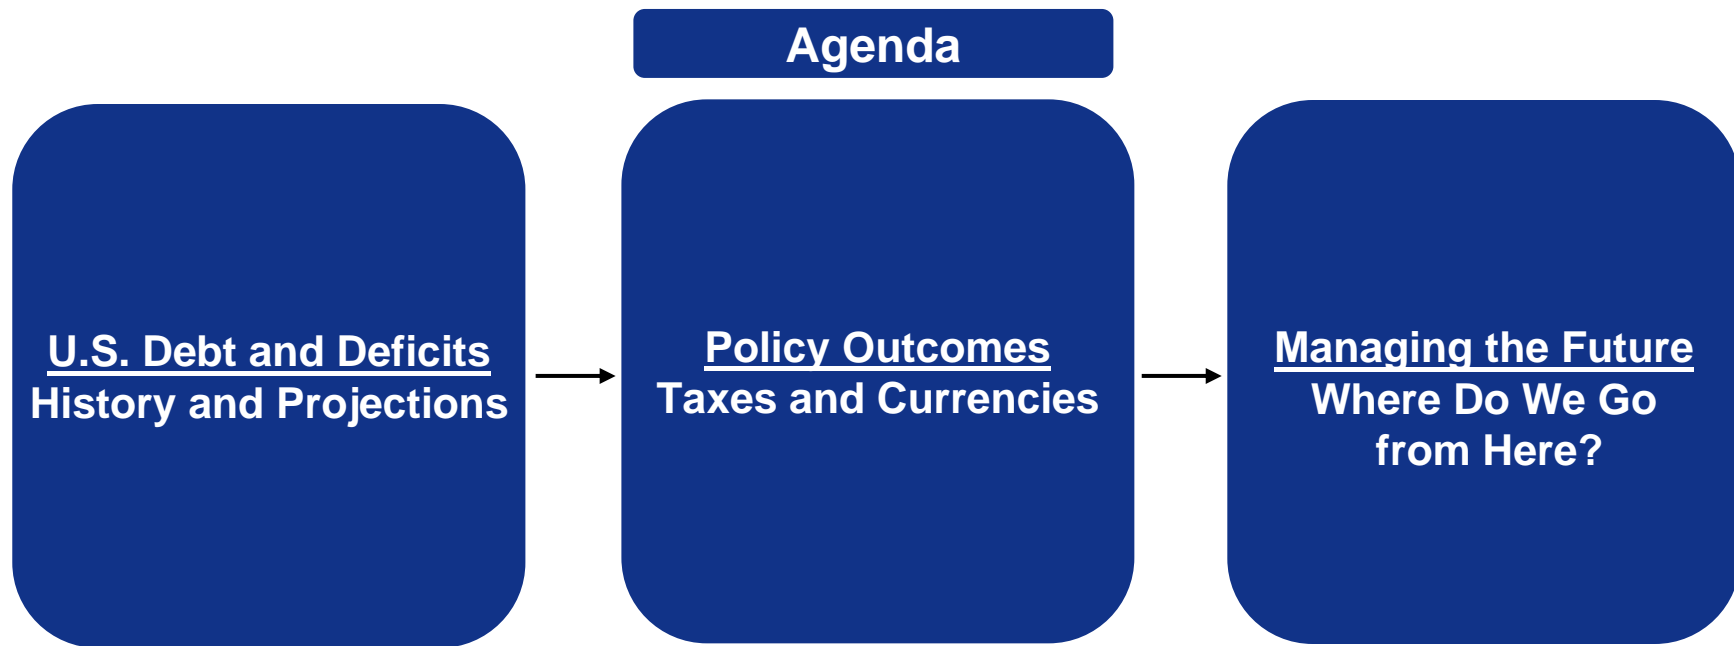 Agenda
U.S. Debt and Deficits
History and Projections
Policy Outcomes
Taxes and Currencies
Managing the Future
Where Do We Go
from Here?